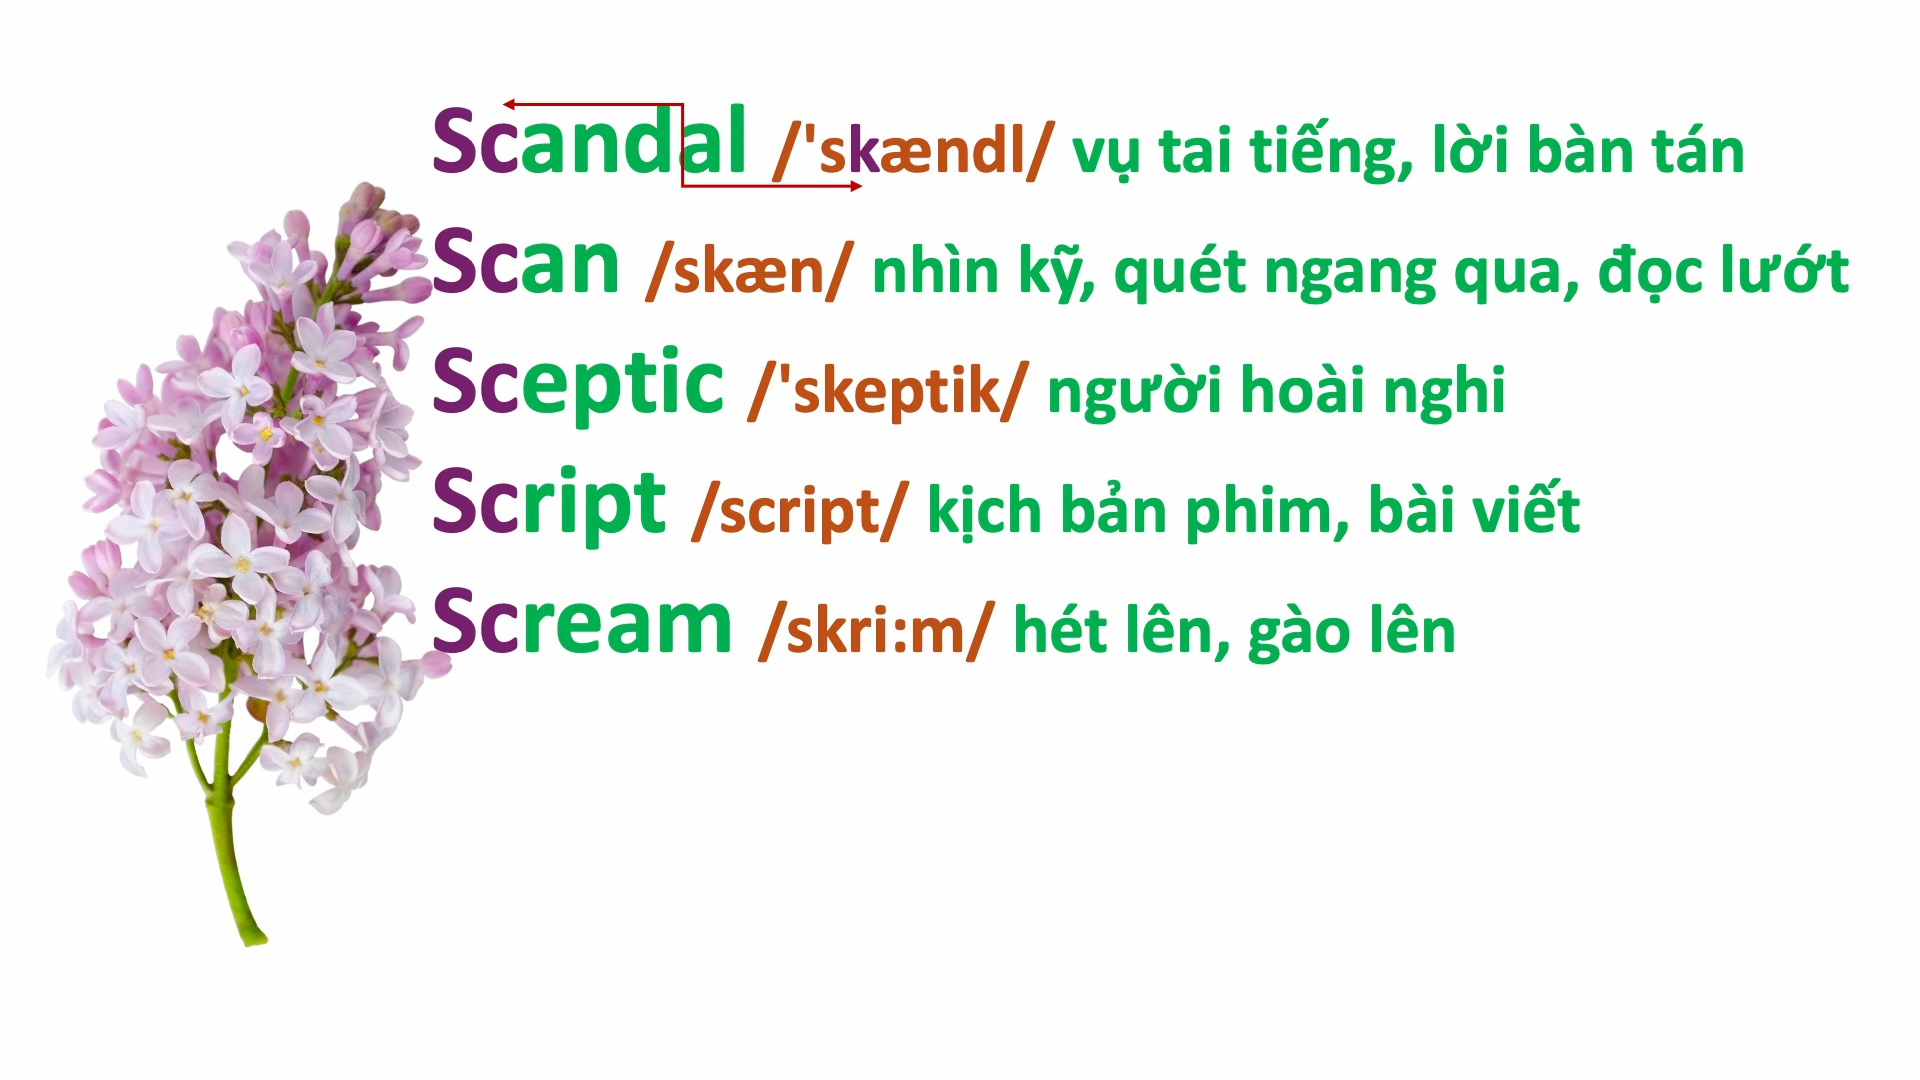 Scandal /'skændl/ vụ tai tiếng, lời bàn tán
Scan /skæn/ nhìn kỹ, quét ngang qua, đọc lướt
Sceptic /'skeptik/ người hoài nghi
Script /script/ kịch bản phim, bài viết
Scream /skri:m/ hét lên, gào lên